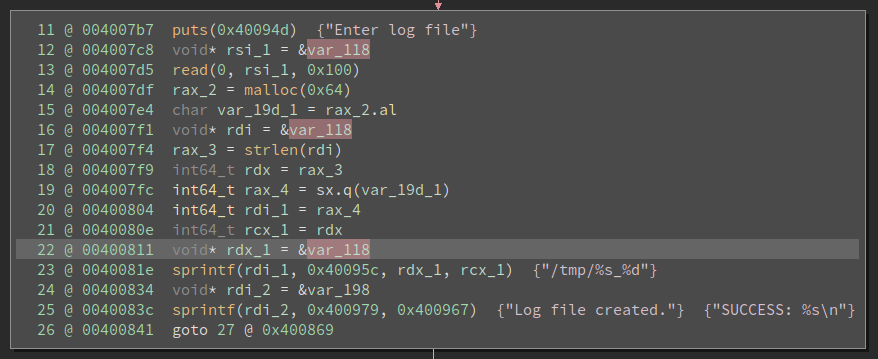 11 @ 004007b7  puts(0x40094d)  {"Enter log file"}
12 @ 004007c8  void* rsi_1 = &var_118
13 @ 004007d5  read(0, rsi_1, 0x100)
14 @ 004007df  rax_2 = malloc(0x64)
15 @ 004007e4  char var_19d_1 = rax_2.al
16 @ 004007f1  void* rdi = &var_118
17 @ 004007f4  rax_3 = strlen(rdi)
18 @ 004007f9  int64_t rdx = rax_3
19 @ 004007fc  int64_t rax_4 = sx.q(var_19d_1)
20 @ 00400804  int64_t rdi_1 = rax_4
21 @ 0040080e  int64_t rcx_1 = rdx
22 @ 00400811  void* rdx_1 = &var_118
23 @ 0040081e  sprintf(rdi_1, 0x40095c, rdx_1, rcx_1)  {"/tmp/%s_%d"}
24 @ 00400834  void* rdi_2 = &var_198
25 @ 0040083c  sprintf(rdi_2, 0x400979, 0x400967)  {"Log file created."}  {"SUCCESS: %s\n"}
26 @ 00400841  goto 27 @ 0x400869